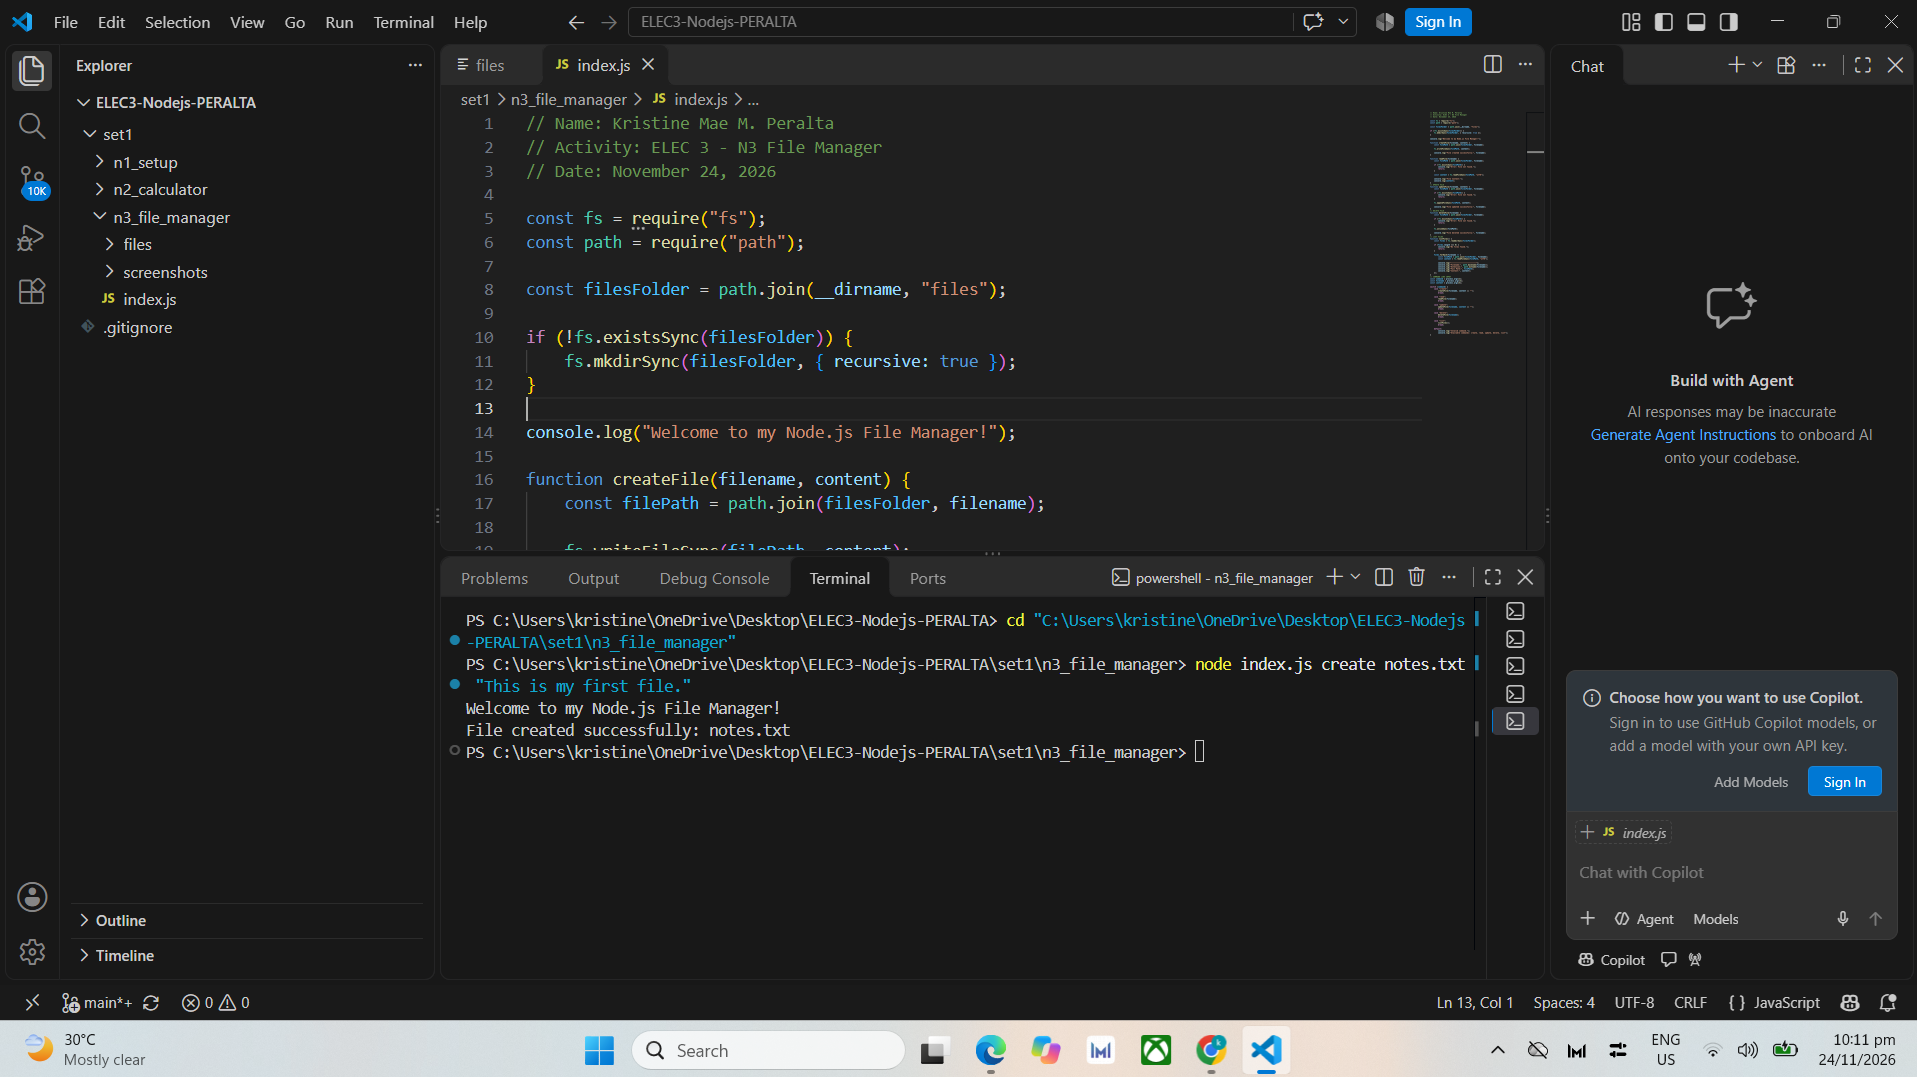 File Edit Selection View Go Run Terminal Help
ELEC3-Nodejs-PERALTA
Sign In
Explorer
ELEC3-Nodejs-PERALTA
set1
n1_setup
n2_calculator
n3_file_manager
files
screenshots
JS index.js
.gitignore
10K
Outline
Timeline
files
JS index.js
set1 > n3_file_manager > JS index.js > ...
1 // Name: Kristine Mae M. Peralta
2 // Activity: ELEC 3 - N3 File Manager
3 // Date: November 24, 2026
4
5 const fs = require("fs");
6 const path = require("path");
7
8 const filesFolder = path.join(__dirname, "files");
9
10 if (!fs.existsSync(filesFolder)) {
11 fs.mkdirSync(filesFolder, { recursive: true });
12 }
13
14 console.log("Welcome to my Node.js File Manager!");
15
16 function createFile(filename, content) {
17 const filePath = path.join(filesFolder, filename);
18
19 fs.writeFileSync(filePath, content);
Problems Output Debug Console Terminal Ports
powershell - n3_file_manager
PS C:\Users\kristine\OneDrive\Desktop\ELEC3-Nodejs-PERALTA> cd "C:\Users\kristine\OneDrive\Desktop\ELEC3-Nodejs
-PERALTA\set1\n3_file_manager"
PS C:\Users\kristine\OneDrive\Desktop\ELEC3-Nodejs-PERALTA\set1\n3_file_manager> node index.js create notes.txt
"This is my first file."
Welcome to my Node.js File Manager!
File created successfully: notes.txt
PS C:\Users\kristine\OneDrive\Desktop\ELEC3-Nodejs-PERALTA\set1\n3_file_manager>
Chat
Build with Agent
AI responses may be inaccurate
Generate Agent Instructions to onboard AI
onto your codebase.
Choose how you want to use Copilot.
Sign in to use GitHub Copilot models, or
add a model with your own API key.
Add Models Sign In
JS index.js
Chat with Copilot
Agent Models
Copilot
main*+ 0 0
Ln 13, Col 1 Spaces: 4 UTF-8 CRLF { } JavaScript
30°C
Mostly clear
Search
ENG
US
10:11 pm
24/11/2026